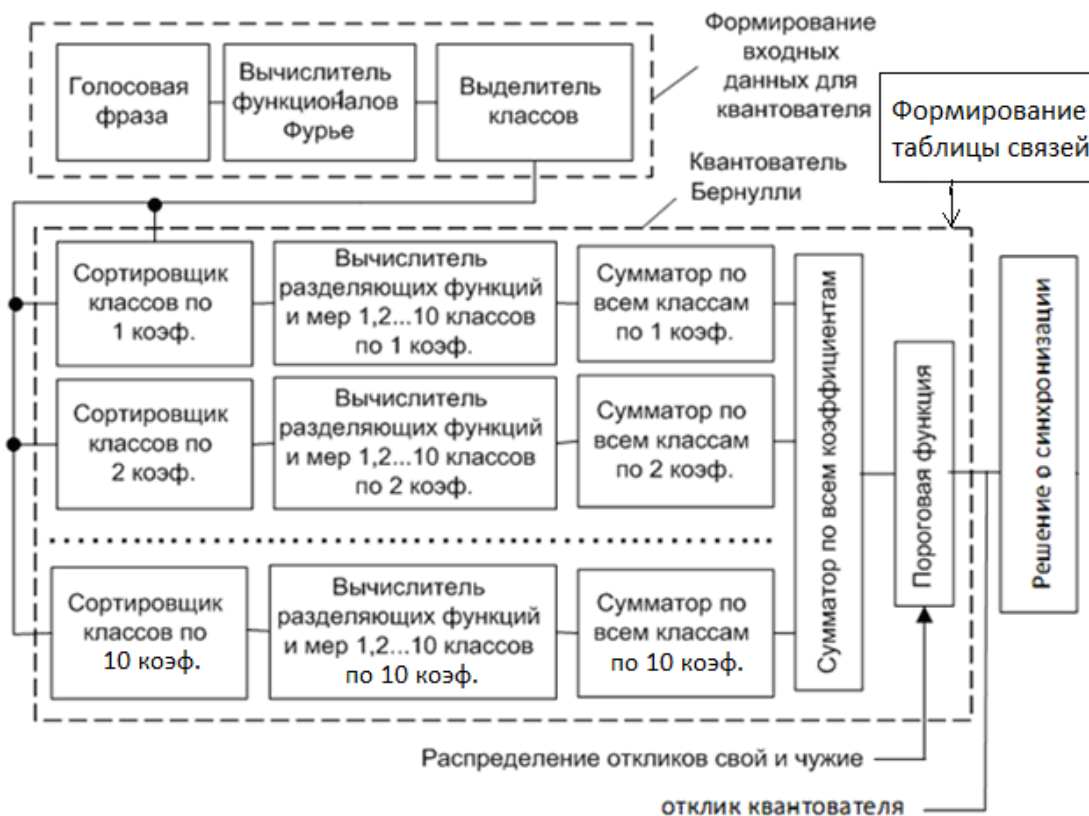 Голосовая
фраза
Вычислитель
функционалов
1
Фурье
Выделитель
классов
Формирование
входных
данных для
квантователя
Формирование
таблицы связей
Квантователь
Бернулли
Сортировщик
классов по
1 коэф.
Вычислитель
разделяющих функций
и мер 1,2...10 классов
по 1 коэф.
Сумматор по
всем классам
по 1 коэф.
Сортировщик
классов по
2 коэф.
Вычислитель
разделяющих функций
и мер 1,2...10 классов
по 2 коэф.
Сумматор по
всем классам
по 2 коэф.
Сортировщик
классов по
10 коэф.
Вычислитель
разделяющих функций
и мер 1,2...10 классов
по 10 коэф.
Сумматор по
всем классам
по 10 коэф.
Сумматор по всем коэффициентам
Пороговая функция
Решение о синхронизации
Распределение откликов свой и чужие
отклик квантователя